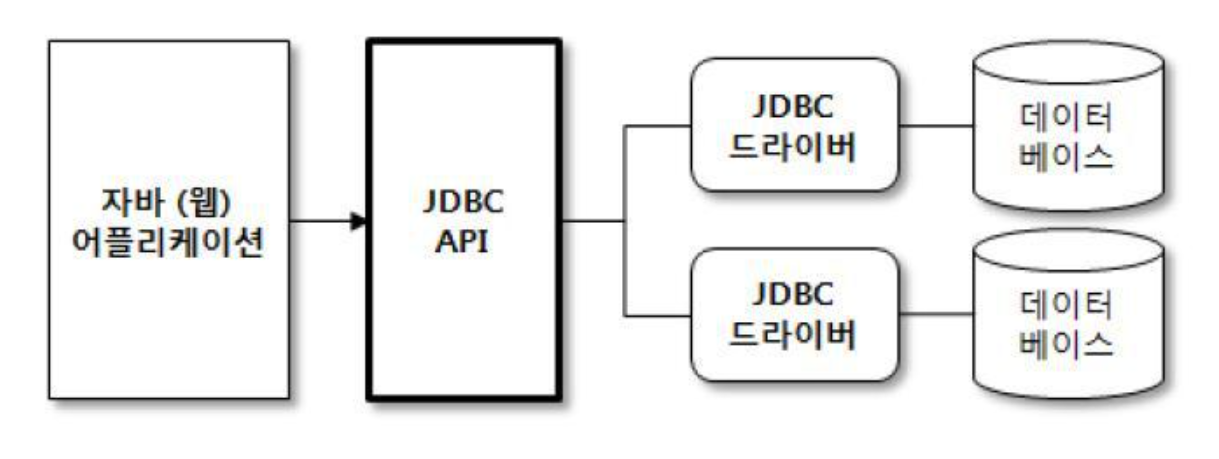 자바 (웹)
어플리케이션
JDBC
API
JDBC
드라이버
데이터
베이스
JDBC
드라이버
데이터
베이스